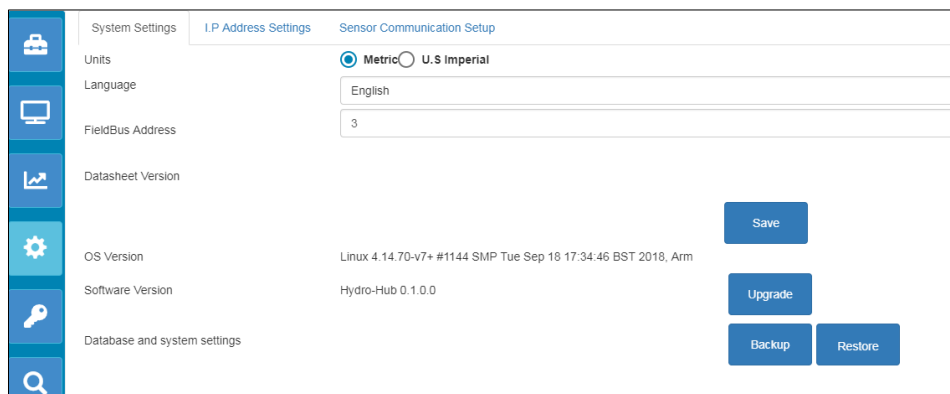 System Settings I.P Address Settings Sensor Communication Setup
Units Metric U.S Imperial
Language English
FieldBus Address 3
Datasheet Version
Save
OS Version Linux 4.14.70-v7+ #1144 SMP Tue Sep 18 17:34:46 BST 2018, Arm
Software Version Hydro-Hub 0.1.0.0 Upgrade
Database and system settings Backup Restore